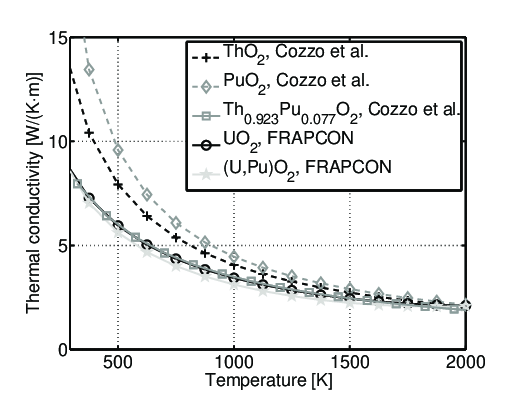 15
10
5
0
500
1000
1500
2000
Thermal conductivity [W/(K·m)]
Temperature [K]
ThO2, Cozzo et al.
PuO2, Cozzo et al.
Th0.923Pu0.077O2, Cozzo et al.
UO2, FRAPCON
(U,Pu)O2, FRAPCON